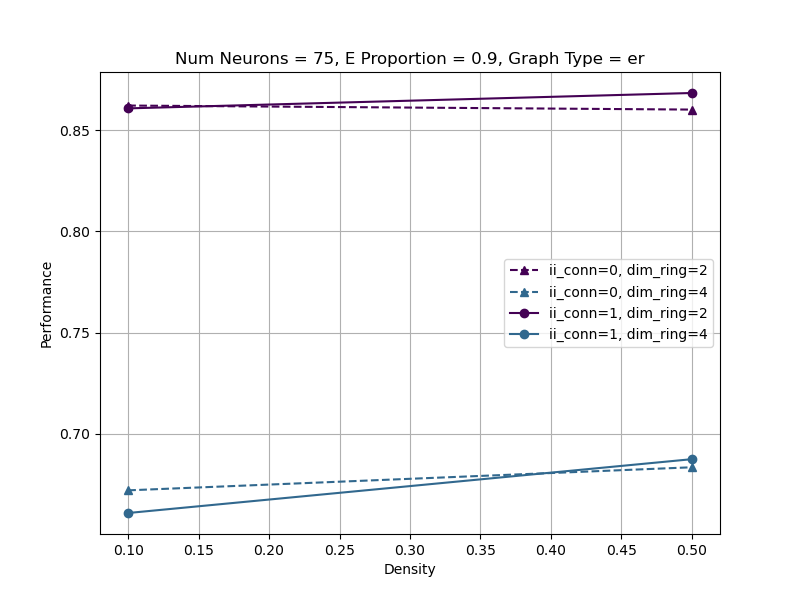 Num Neurons = 75, E Proportion = 0.9, Graph Type = er
0.85
0.80
0.75
0.70
Performance
ii_conn=0, dim_ring=2
ii_conn=0, dim_ring=4
ii_conn=1, dim_ring=2
ii_conn=1, dim_ring=4
0.10 0.15 0.20 0.25 0.30 0.35 0.40 0.45 0.50
Density